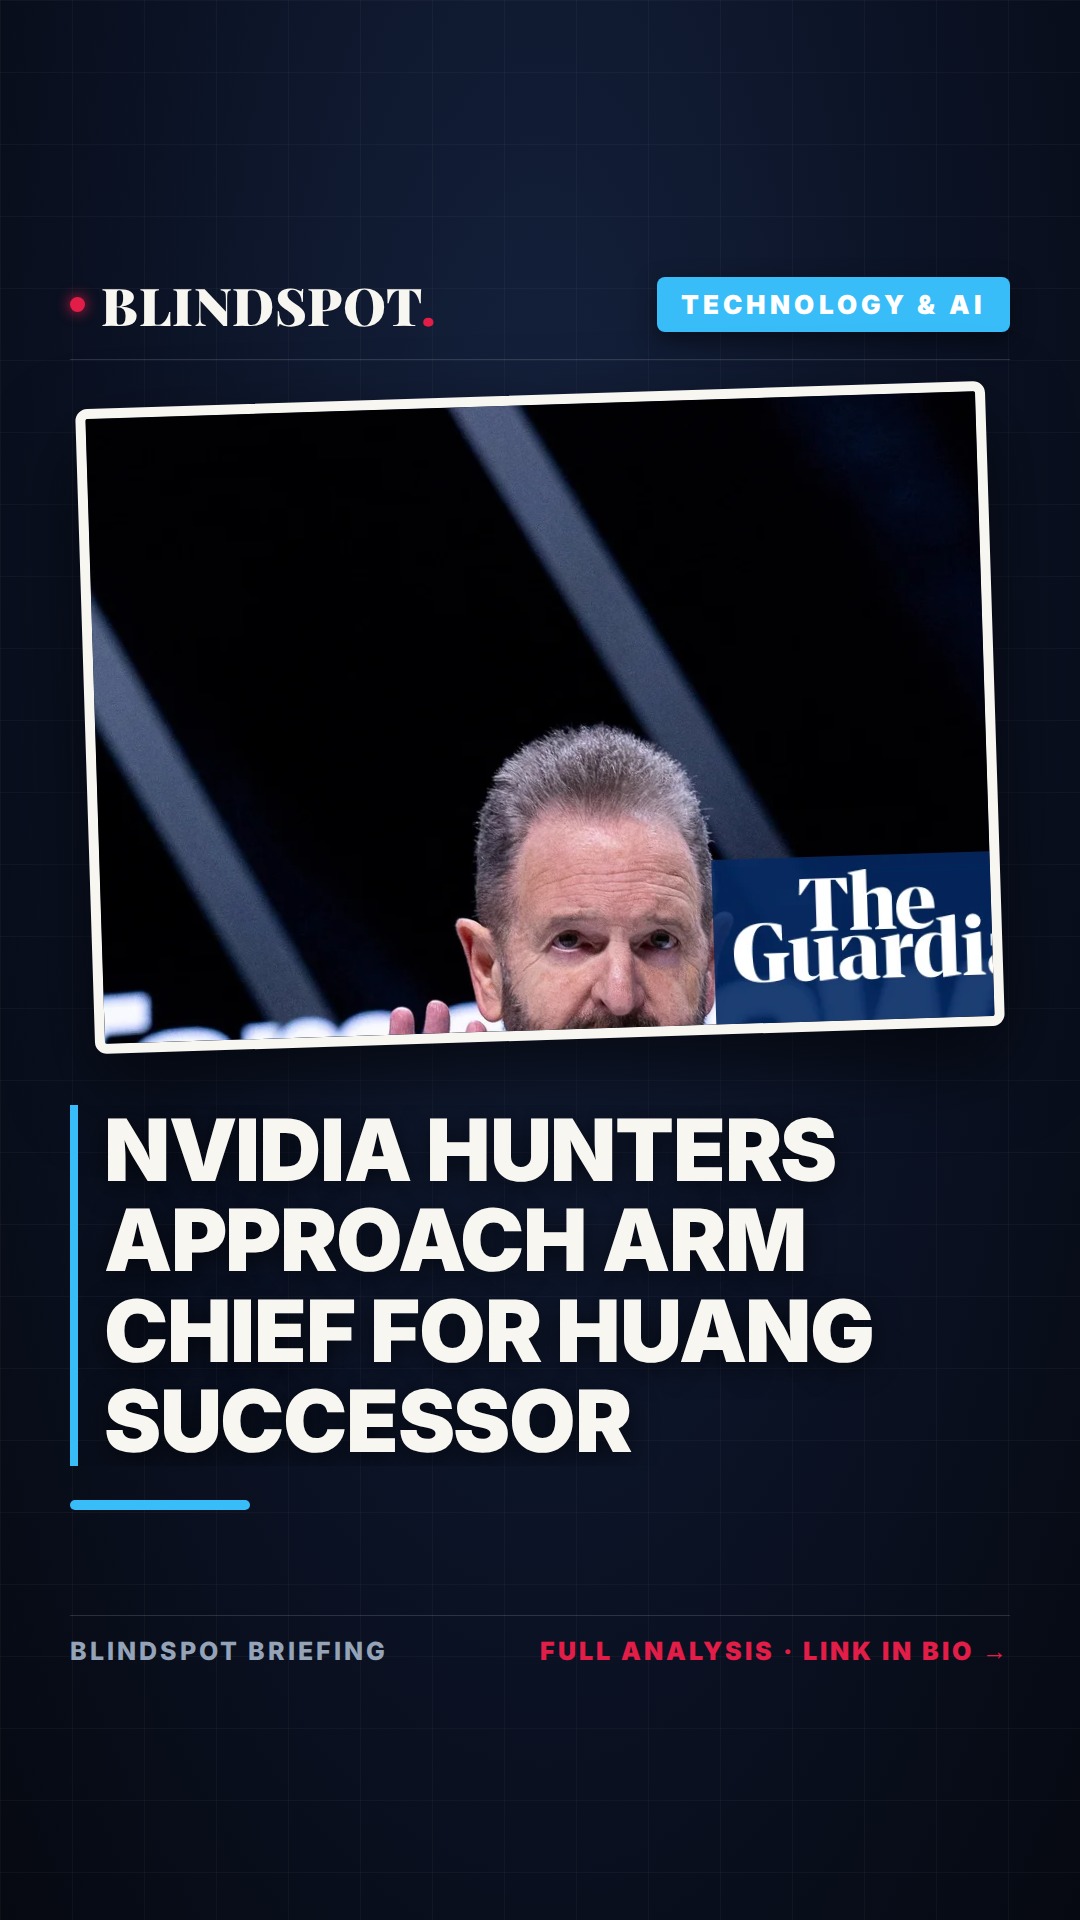 BLINDSPOT.
TECHNOLOGY & AI
The
Guardia
NVIDIA HUNTERS
APPROACH ARM
CHIEF FOR HUANG
SUCCESSOR
BLINDSPOT BRIEFING
FULL ANALYSIS · LINK IN BIO →